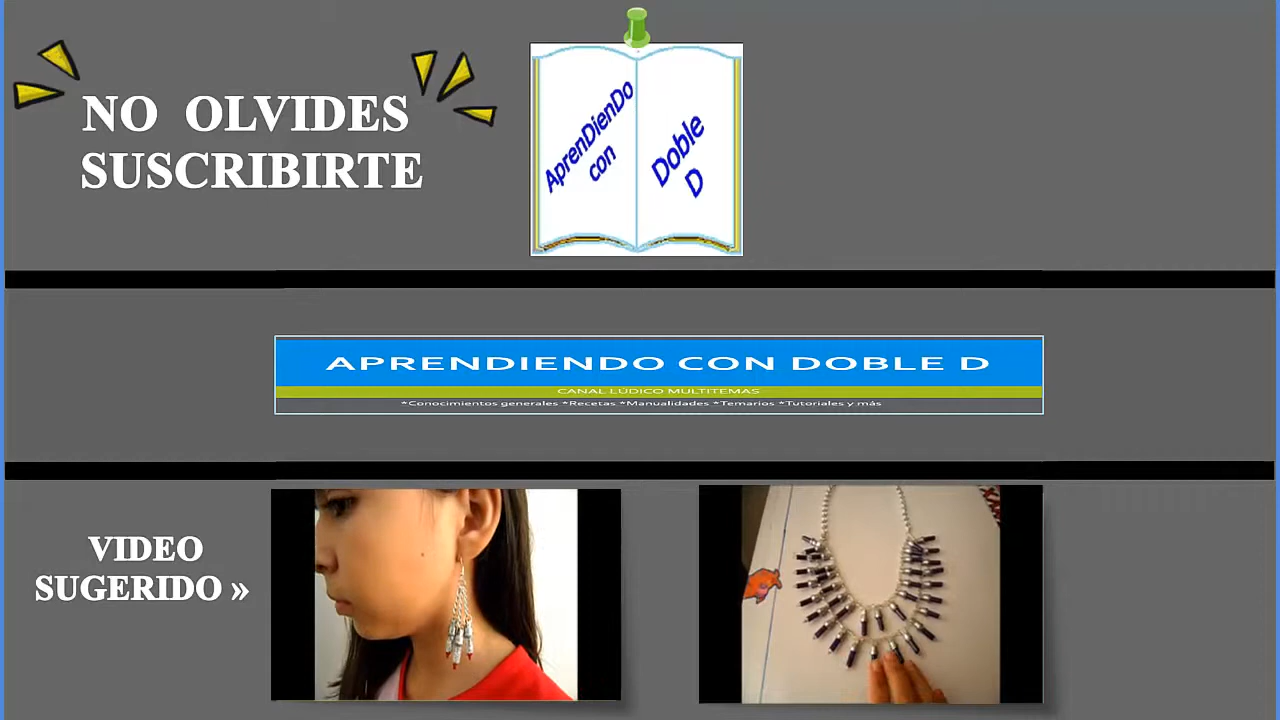 NO OLVIDES
SUSCRIBIRTE
AprenDienDo
con
Doble
D
APRENDIENDO CON DOBLE D
CANAL LÚDICO MULTITEMAS
*Conocimientos generales *Recetas *Manualidades *Temarios *Tutoriales y más
VIDEO
SUGERIDO »